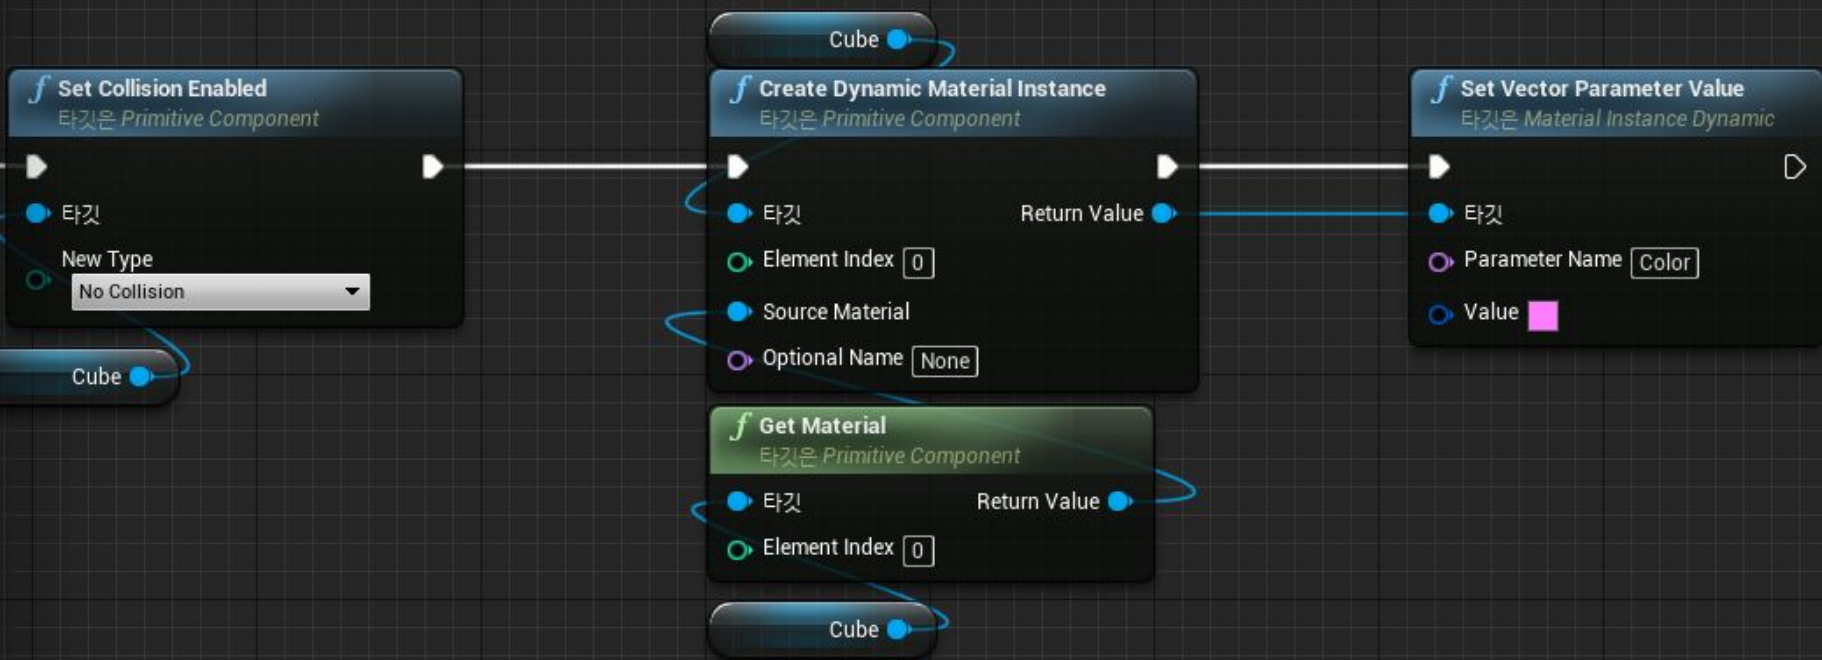 Cube
Set Collision Enabled
타깃은 Primitive Component
타깃
New Type
No Collision
Cube
Create Dynamic Material Instance
타깃은 Primitive Component
타깃
Return Value
Element Index 0
Source Material
Optional Name None
Get Material
타깃은 Primitive Component
타깃
Return Value
Element Index 0
Cube
Set Vector Parameter Value
타깃은 Material Instance Dynamic
타깃
Parameter Name Color
Value